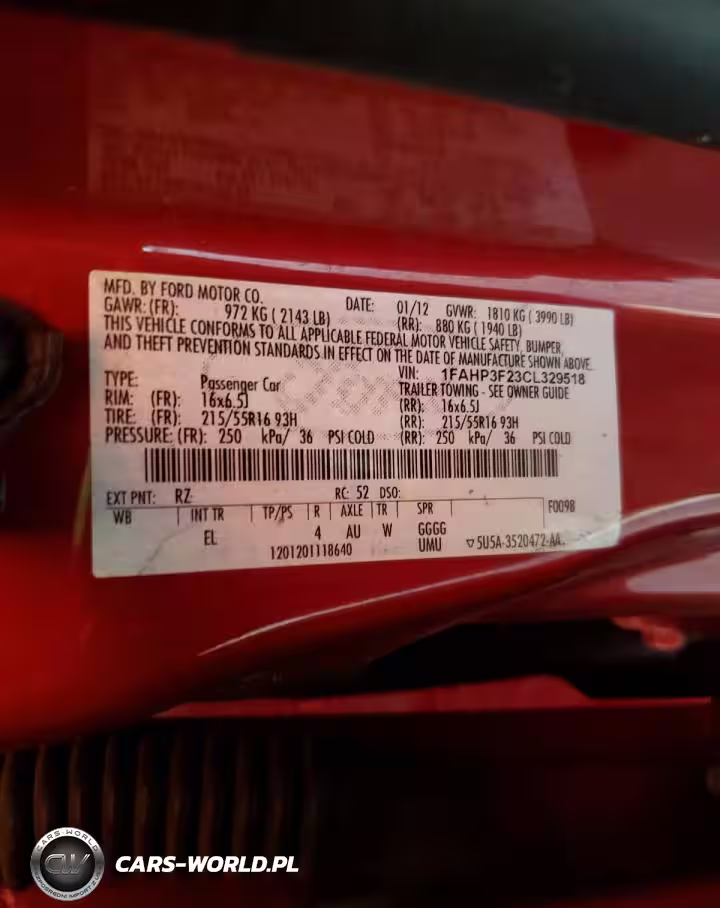 MFD. BY FORD MOTOR CO. DATE: 01/12 GVWR: 1810 KG ( 3990 LB)
GAWR: (FR): 972 KG ( 2143 LB) (RR): 880 KG ( 1940 LB)
THIS VEHICLE CONFORMS TO ALL APPLICABLE FEDERAL MOTOR VEHICLE SAFETY, BUMPER,
AND THEFT PREVENTION STANDARDS IN EFFECT ON THE DATE OF MANUFACTURE SHOWN ABOVE.
VIN: 1FAHP3F23CL329518
TYPE: Passenger Car TRAILER TOWING - SEE OWNER GUIDE
RIM: (FR): 16x6.5J (RR): 16x6.5J
TIRE: (FR): 215/55R16 93H (RR): 215/55R16 93H
PRESSURE: (FR): 250 kPa/ 36 PSI COLD (RR): 250 kPa/ 36 PSI COLD
EXT PNT: RZ RC: 52 DSO: F0098
WB INT TR TP/PS R AXLE TR SPR
EL 4 AU W GGGG
1201201118640 UMU ▽5U5A-3520472-AA.
CARS-WORLD
CW
CARS-WORLD.PL